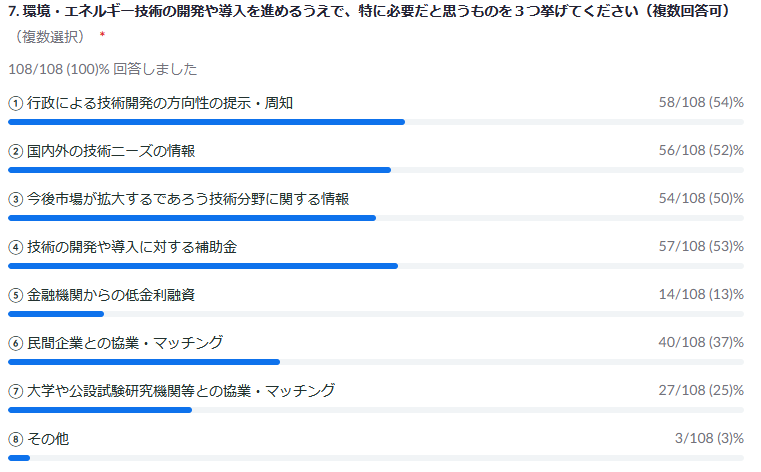 7. 環境・エネルギー技術の開発や導入を進めるうえで、特に必要だと思うものを３つ挙げてください（複数回答可）
（複数選択） *
108/108 (100)% 回答しました
① 行政による技術開発の方向性の提示・周知 58/108 (54)%
② 国内外の技術ニーズの情報 56/108 (52)%
③ 今後市場が拡大するであろう技術分野に関する情報 54/108 (50)%
④ 技術の開発や導入に対する補助金 57/108 (53)%
⑤ 金融機関からの低金利融資 14/108 (13)%
⑥ 民間企業との協業・マッチング 40/108 (37)%
⑦ 大学や公設試験研究機関等との協業・マッチング 27/108 (25)%
⑧ その他 3/108 (3)%